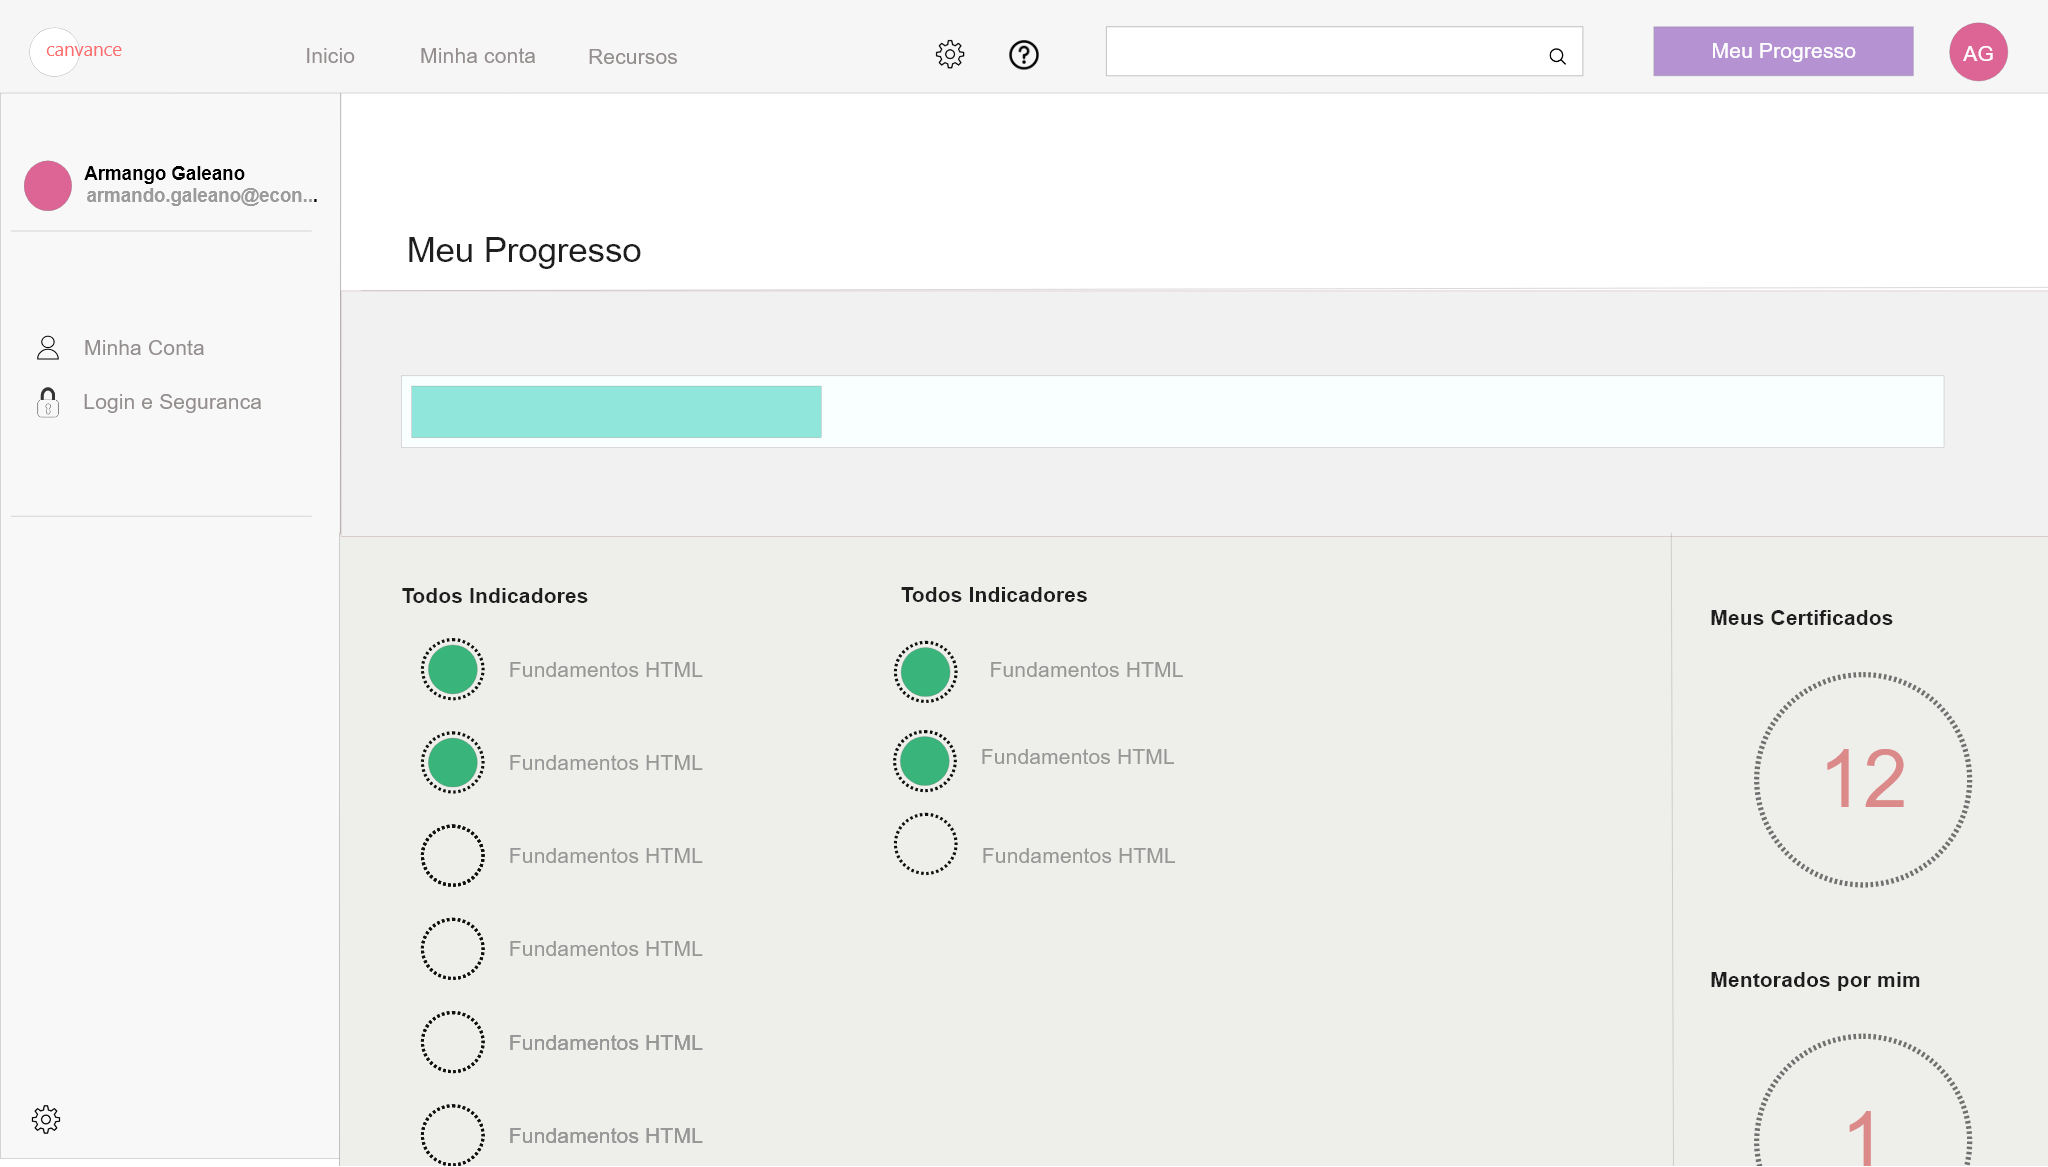 canvance
Inicio
Minha conta
Recursos
Meu Progresso
AG
Armango Galeano
armando.galeano@econ...
Minha Conta
Login e Seguranca
Meu Progresso
Todos Indicadores
Fundamentos HTML
Fundamentos HTML
Fundamentos HTML
Fundamentos HTML
Fundamentos HTML
Fundamentos HTML
Todos Indicadores
Fundamentos HTML
Fundamentos HTML
Fundamentos HTML
Meus Certificados
12
Mentorados por mim
1